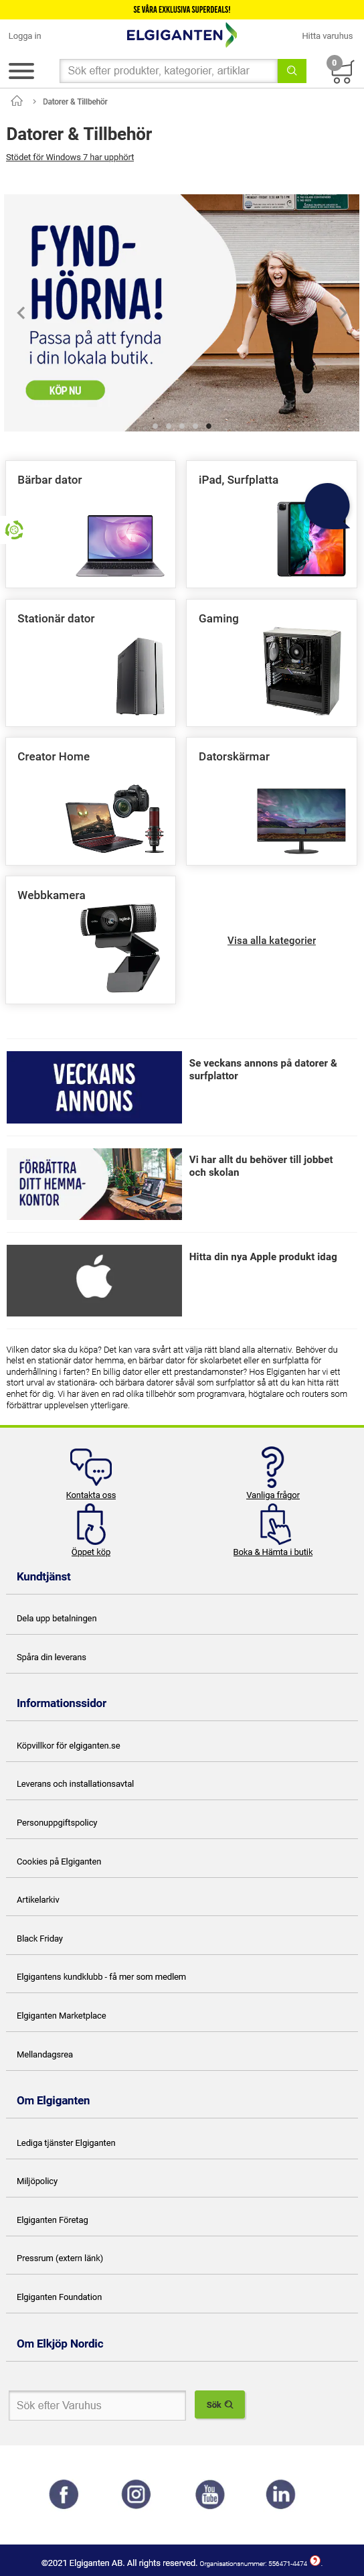 SE VÅRA EXKLUSIVA SUPERDEALS!
Logga in
ELGIGANTEN
Hitta varuhus
Sök efter produkter, kategorier, artiklar
0
Datorer & Tillbehör
Datorer & Tillbehör
Stödet för Windows 7 har upphört
FYND-
HÖRNA!
Passa på att fynda
i din lokala butik.
KÖP NU
Bärbar dator
iPad, Surfplatta
Stationär dator
Gaming
Creator Home
Datorskärmar
Webbkamera
Visa alla kategorier
VECKANS
ANNONS
Se veckans annons på datorer &
surfplattor
FÖRBÄTTRA
DITT HEMMA-
KONTOR
Vi har allt du behöver till jobbet
och skolan
Hitta din nya Apple produkt idag
Vilken dator ska du köpa? Det kan vara svårt att välja rätt bland alla alternativ. Behöver du
helst en stationär dator hemma, en bärbar dator för skolarbetet eller en surfplatta för
underhållning i farten? En billig dator eller ett prestandamonster? Hos Elgiganten har vi ett
stort urval av stationära- och bärbara datorer såväl som surfplattor så att du kan hitta rätt
enhet för dig. Vi har även en rad olika tillbehör som programvara, högtalare och routers som
förbättrar upplevelsen ytterligare.
Kontakta oss
Vanliga frågor
Öppet köp
Boka & Hämta i butik
Kundtjänst
Dela upp betalningen
Spåra din leverans
Informationssidor
Köpvillkor för elgiganten.se
Leverans och installationsavtal
Personuppgiftspolicy
Cookies på Elgiganten
Artikelarkiv
Black Friday
Elgigantens kundklubb - få mer som medlem
Elgiganten Marketplace
Mellandagsrea
Om Elgiganten
Lediga tjänster Elgiganten
Miljöpolicy
Elgiganten Företag
Pressrum (extern länk)
Elgiganten Foundation
Om Elkjöp Nordic
Sök efter Varuhus
Sök
You
Tube
©2021 Elgiganten AB. All rights reserved. Organisationsnummer: 556471-4474